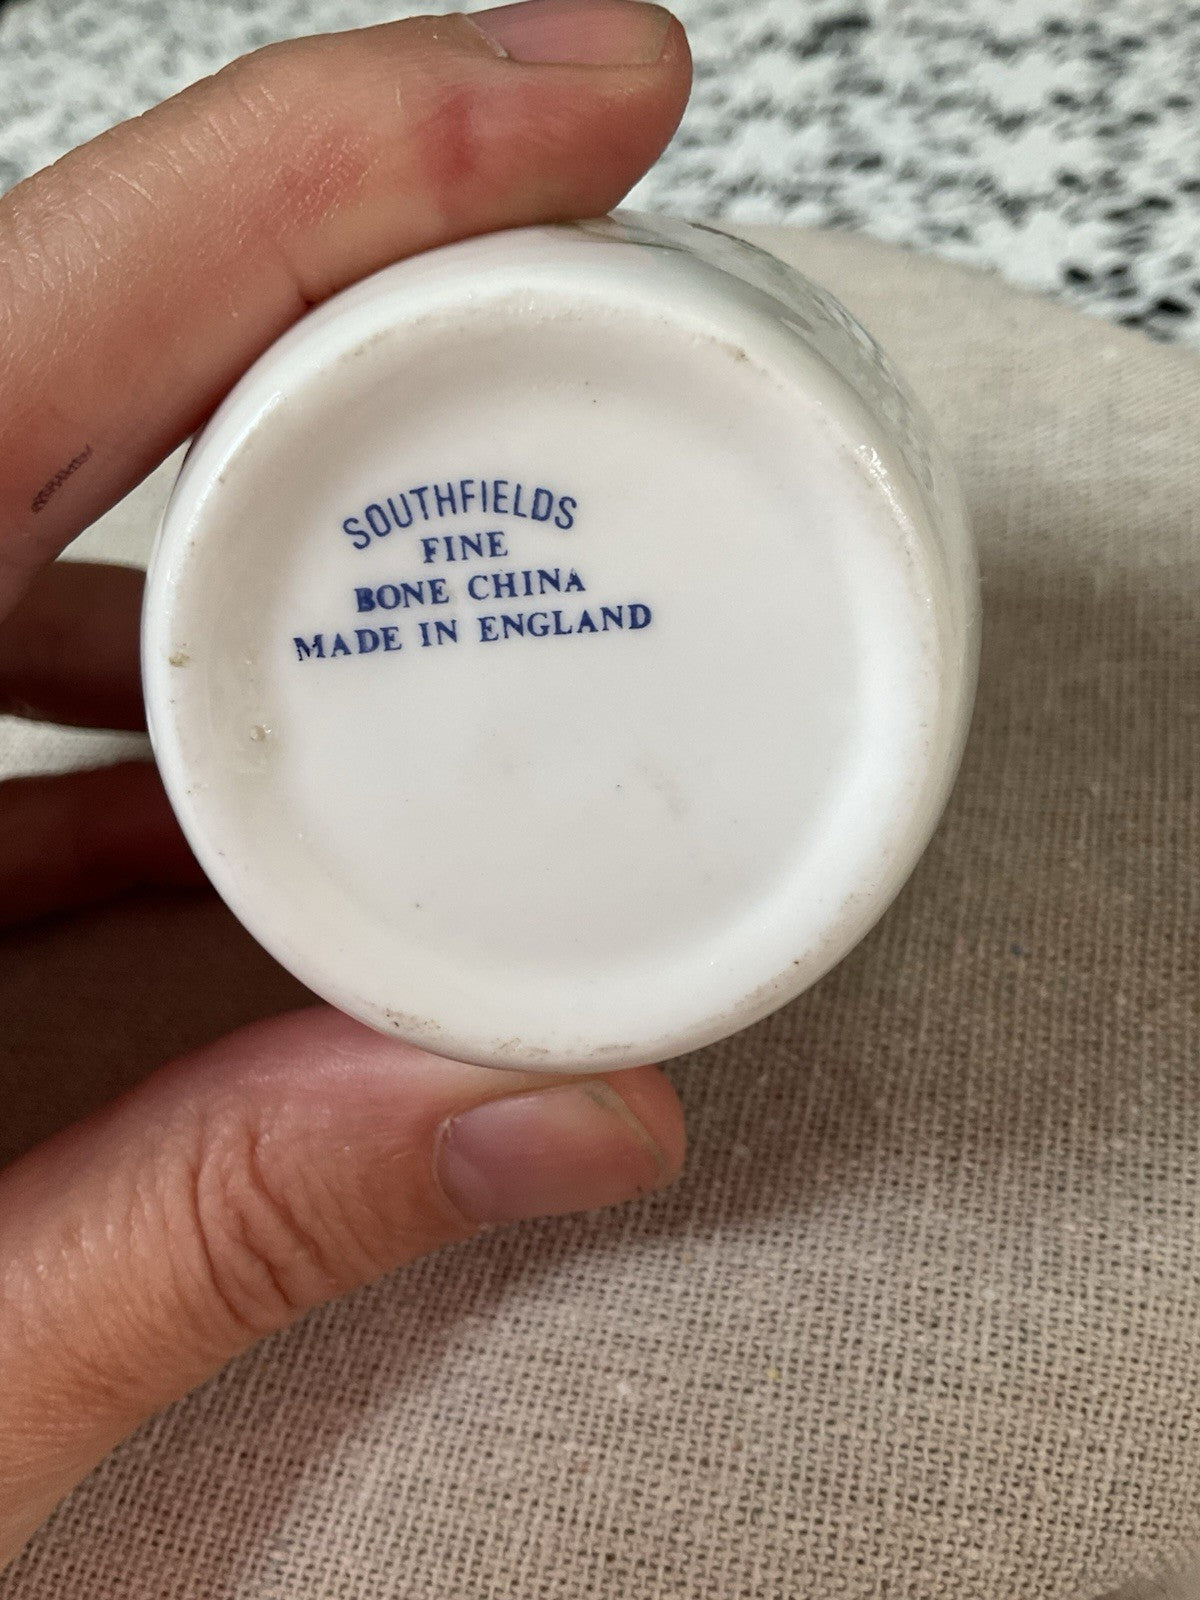 SOUTHFIELDS
FINE
BONE CHINA
MADE IN ENGLAND